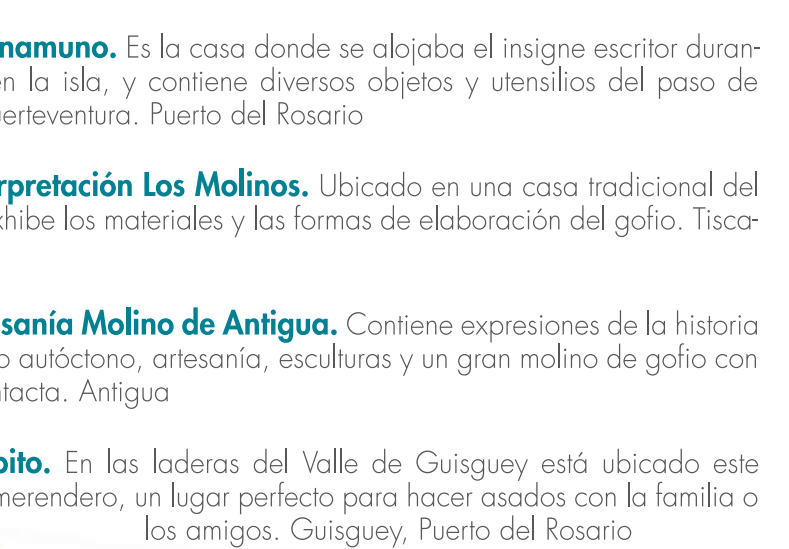 namuno. Es la casa donde se alojaba el insigne escritor duran-
en la isla, y contiene diversos objetos y utensilios del paso de
uerteventura. Puerto del Rosario
rpretación Los Molinos. Ubicado en una casa tradicional del
xhibe los materiales y las formas de elaboración del gofio. Tisca-
sanía Molino de Antigua. Contiene expresiones de la historia
o autóctono, artesanía, esculturas y un gran molino de gofio con
ntacta. Antigua
bito. En las laderas del Valle de Guisguey está ubicado este
merendero, un lugar perfecto para hacer asados con la familia o
los amigos. Guisguey, Puerto del Rosario